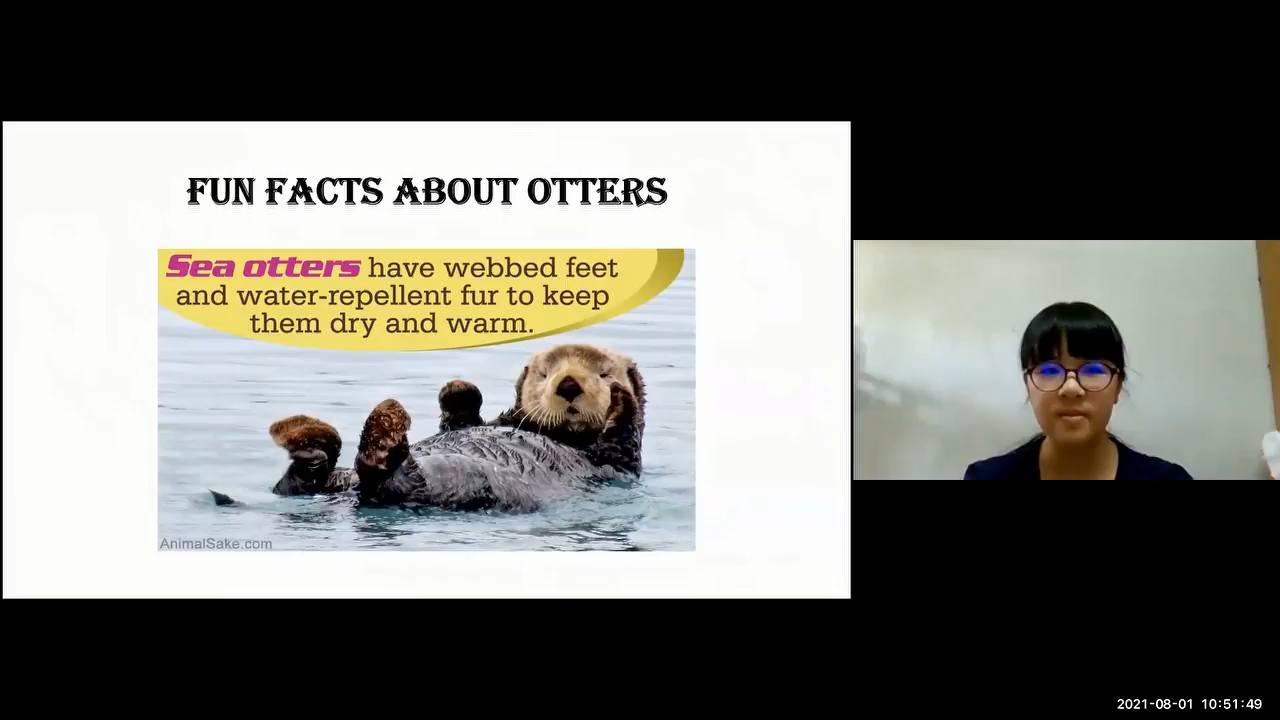 FUN FACTS ABOUT OTTERS
Sea otters have webbed feet
and water-repellent fur to keep
them dry and warm.
AnimalSake.com
2021-08-01 10:51:49